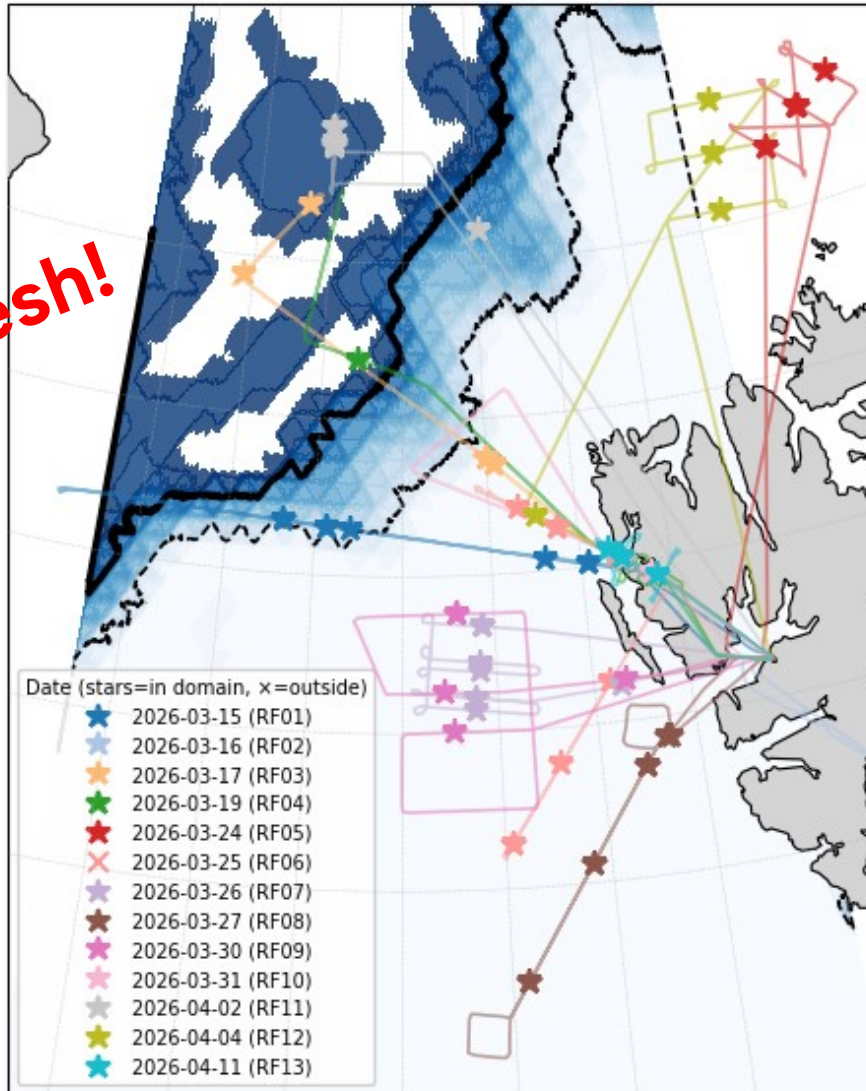 esh!
Date (stars=in domain, ×=outside)
2026-03-15 (RF01)
2026-03-16 (RF02)
2026-03-17 (RF03)
2026-03-19 (RF04)
2026-03-24 (RF05)
2026-03-25 (RF06)
2026-03-26 (RF07)
2026-03-27 (RF08)
2026-03-30 (RF09)
2026-03-31 (RF10)
2026-04-02 (RF11)
2026-04-04 (RF12)
2026-04-11 (RF13)